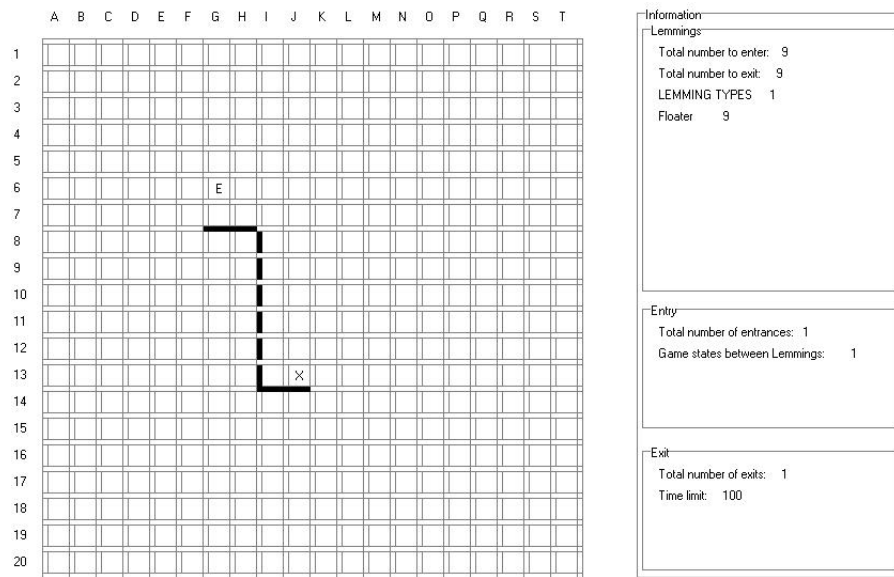 A B C D E F G H I J K L M N O P Q R S T
1
2
3
4
5
6 E
7
8
9
10
11
12
13 X
14
15
16
17
18
19
20
Information
Lemmings
Total number to enter: 9
Total number to exit: 9
LEMMING TYPES 1
Floater 9
Entry
Total number of entrances: 1
Game states between Lemmings: 1
Exit
Total number of exits: 1
Time limit: 100